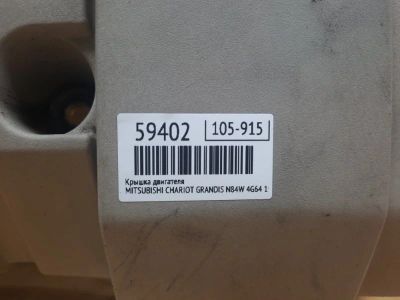 59402 105-915
Крышка двигателя
MITSUBISHI CHARIOT GRANDIS N84W 4G64 1